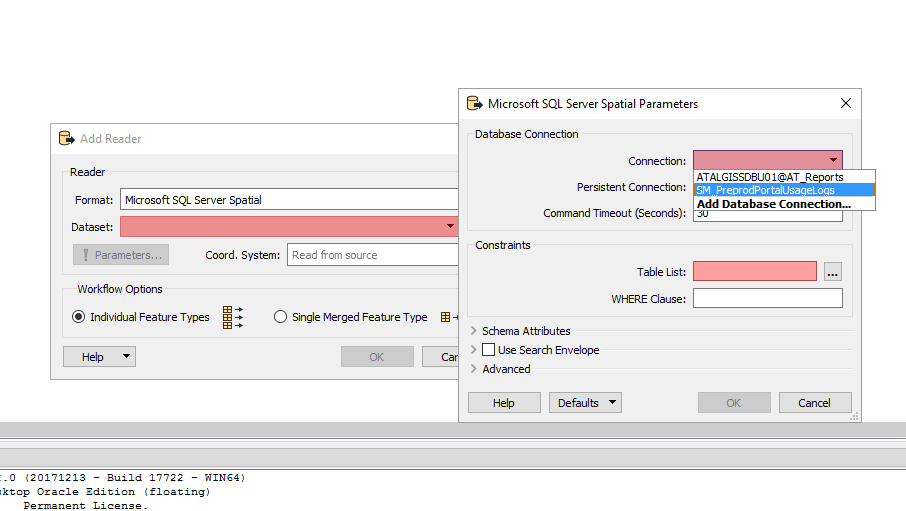 Add Reader
Reader
Format: Microsoft SQL Server Spatial
Dataset:
Parameters... Coord. System: Read from source
Workflow Options
Individual Feature Types Single Merged Feature Type
Help OK
Microsoft SQL Server Spatial Parameters
Database Connection
Connection:
ATALGISSDBU01@AT_Reports
Persistent Connection: SM_PreprodPortalUsageLogs
Add Database Connection...
Command Timeout (Seconds): 30
Constraints
Table List: ...
WHERE Clause:
Schema Attributes
Use Search Envelope
Advanced
Help Defaults OK Cancel
.0 (20171213 - Build 17722 - WIN64)
sktop Oracle Edition (floating)
Permanent License.